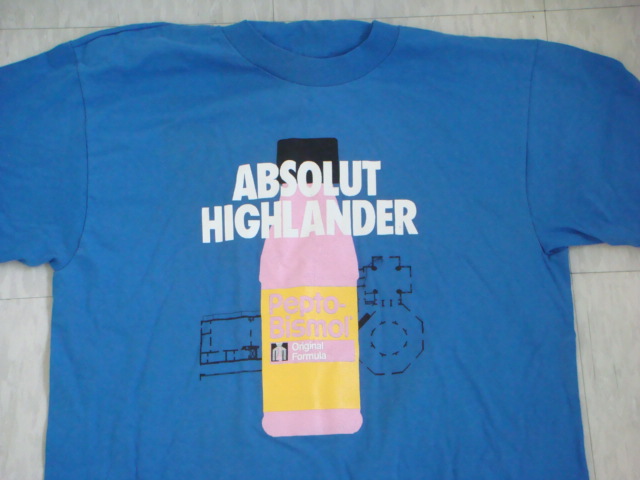 ABSOLUT
HIGHLANDER
Pepto-
Bismol
Original
Formula